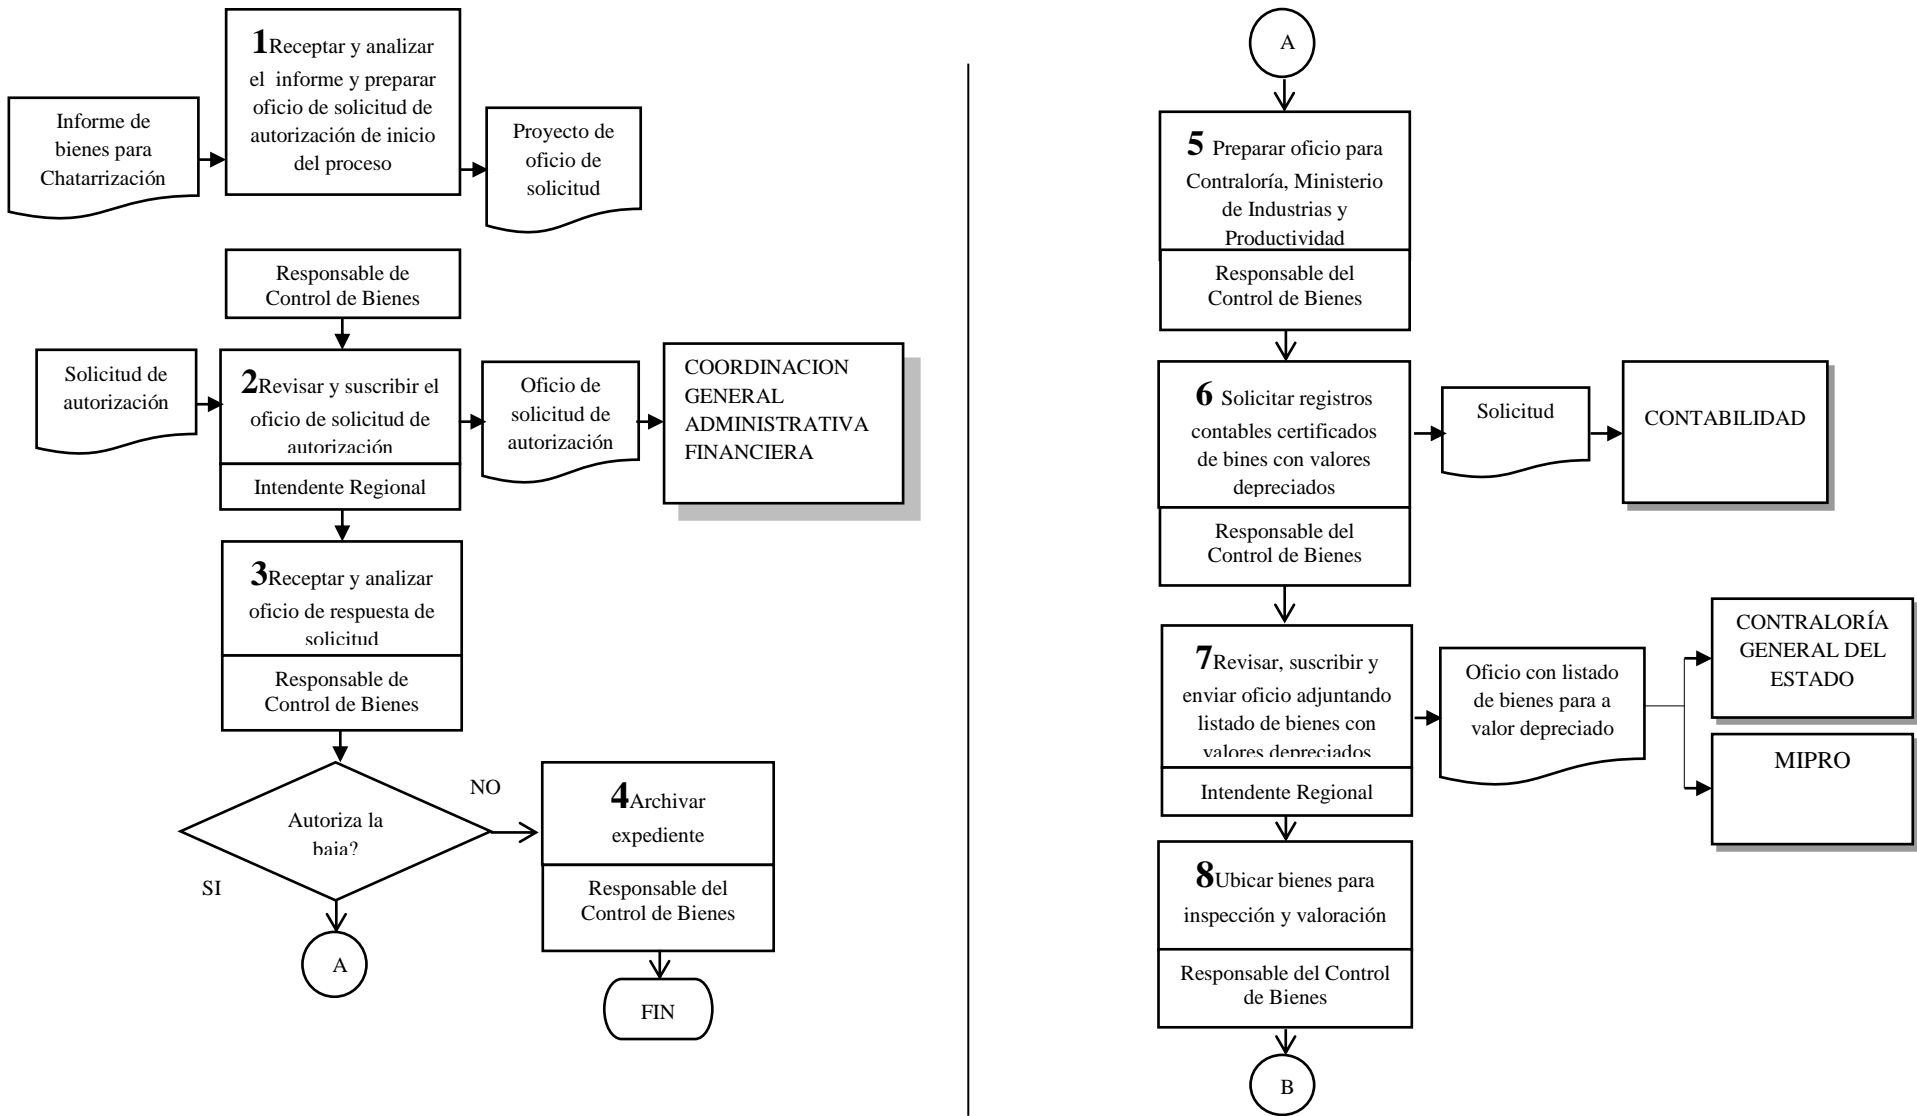 1Receptar y analizar
el informe y preparar
oficio de solicitud de
autorización de inicio
del proceso
Informe de
bienes para
Chatarrización
Proyecto de
oficio de
solicitud
Responsable de
Control de Bienes
Solicitud de
autorización
2Revisar y suscribir el
oficio de solicitud de
autorización
Intendente Regional
Oficio de
solicitud de
autorización
COORDINACION
GENERAL
ADMINISTRATIVA
FINANCIERA
3Receptar y analizar
oficio de respuesta de
solicitud
Responsable de
Control de Bienes
Autoriza la
baja?
NO
SI
4Archivar
expediente
Responsable del
Control de Bienes
A
FIN
A
5 Preparar oficio para
Contraloría, Ministerio
de Industrias y
Productividad
Responsable del
Control de Bienes
6 Solicitar registros
contables certificados
de bines con valores
depreciados
Responsable del
Control de Bienes
Solicitud
CONTABILIDAD
7Revisar, suscribir y
enviar oficio adjuntando
listado de bienes con
valores depreciados
Intendente Regional
Oficio con listado
de bienes para a
valor depreciado
CONTRALORÍA
GENERAL DEL
ESTADO
MIPRO
8Ubicar bienes para
inspección y valoración
Responsable del Control
de Bienes
B